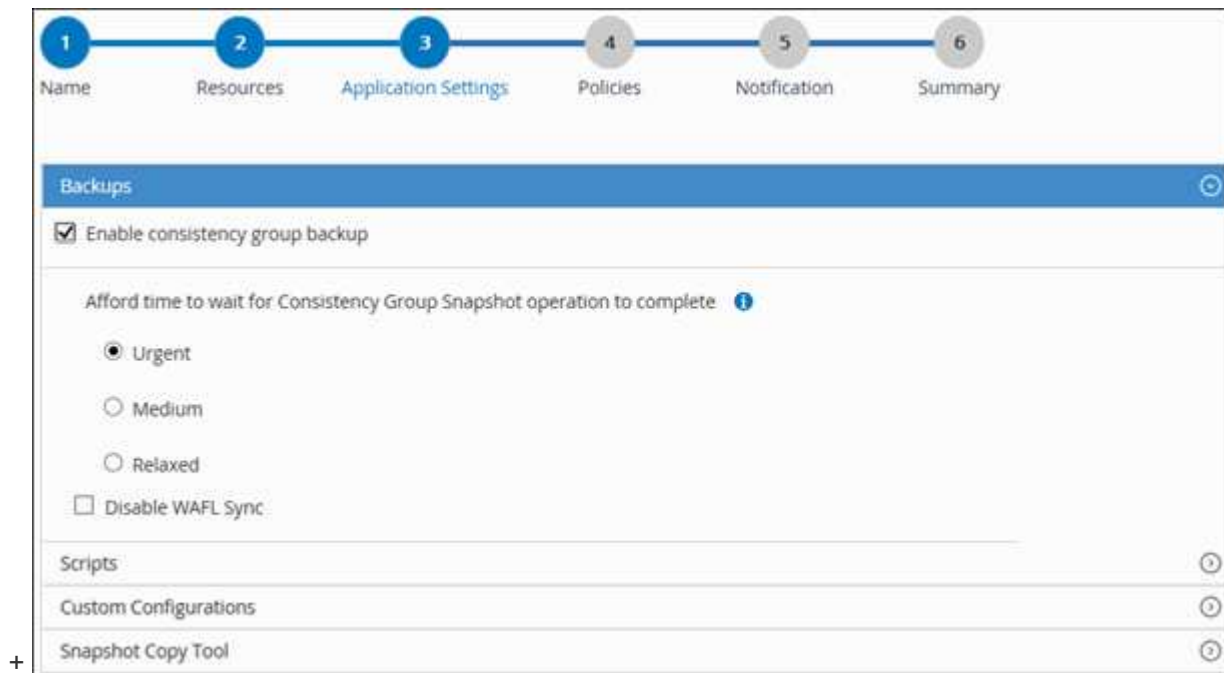 1 2 3 4 5 6
Name Resources Application Settings Policies Notification Summary
Backups
Enable consistency group backup
Afford time to wait for Consistency Group Snapshot operation to complete i
Urgent
Medium
Relaxed
Disable WAFL Sync
Scripts
Custom Configurations
Snapshot Copy Tool
+